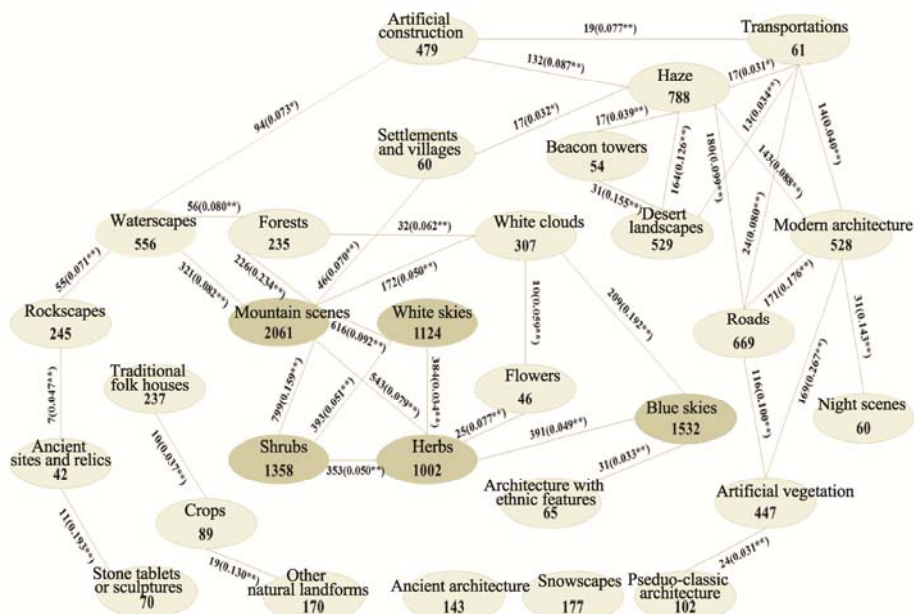 Artificial
construction
479
19(0.077**)
Transportations
61
132(0.087**)
Haze
788
17(0.031*)
94(0.073*)
17(0.032*)
17(0.039**)
13(0.034**)
14(0.040**)
Settlements
and villages
60
Beacon towers
54
164(0.126**)
180(0.099**)
143(0.088**)
31(0.155**)
56(0.080**)
Waterscapes
556
Forests
235
32(0.062**)
White clouds
307
Desert
landscapes
529
24(0.080**)
Modern architecture
528
46(0.070**)
226(0.234**)
172(0.050**)
55(0.071**)
321(0.082**)
209(0.192**)
171(0.176**)
31(0.143**)
Rockscapes
245
Mountain scenes
2061
616(0.092**)
White skies
1124
10(0.059**)
Roads
669
7(0.047**)
Traditional
folk houses
237
799(0.159**)
393(0.051**)
543(0.079**)
384(0.034**)
Flowers
46
116(0.100**)
169(0.267**)
Night scenes
60
Blue skies
1532
25(0.077**)
391(0.049**)
Ancient
sites and relics
42
10(0.037**)
Shrubs
1358
353(0.050**)
Herbs
1002
31(0.033**)
Architecture with
ethnic features
65
Artificial vegetation
447
Crops
89
11(0.193**)
19(0.130**)
24(0.031**)
Stone tablets
or sculptures
70
Other
natural landforms
170
Ancient architecture
143
Snowscapes
177
Pseduo-classic
architecture
102